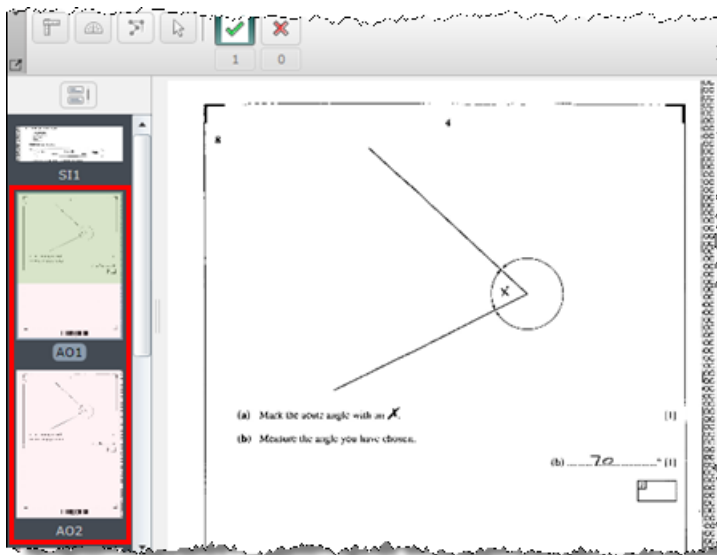 1 0
SI1
AO1
AO2
4
8
X
(a) Mark the acute angle with an X. [1]
(b) Measure the angle you have chosen.
(b) 70 ° [1]